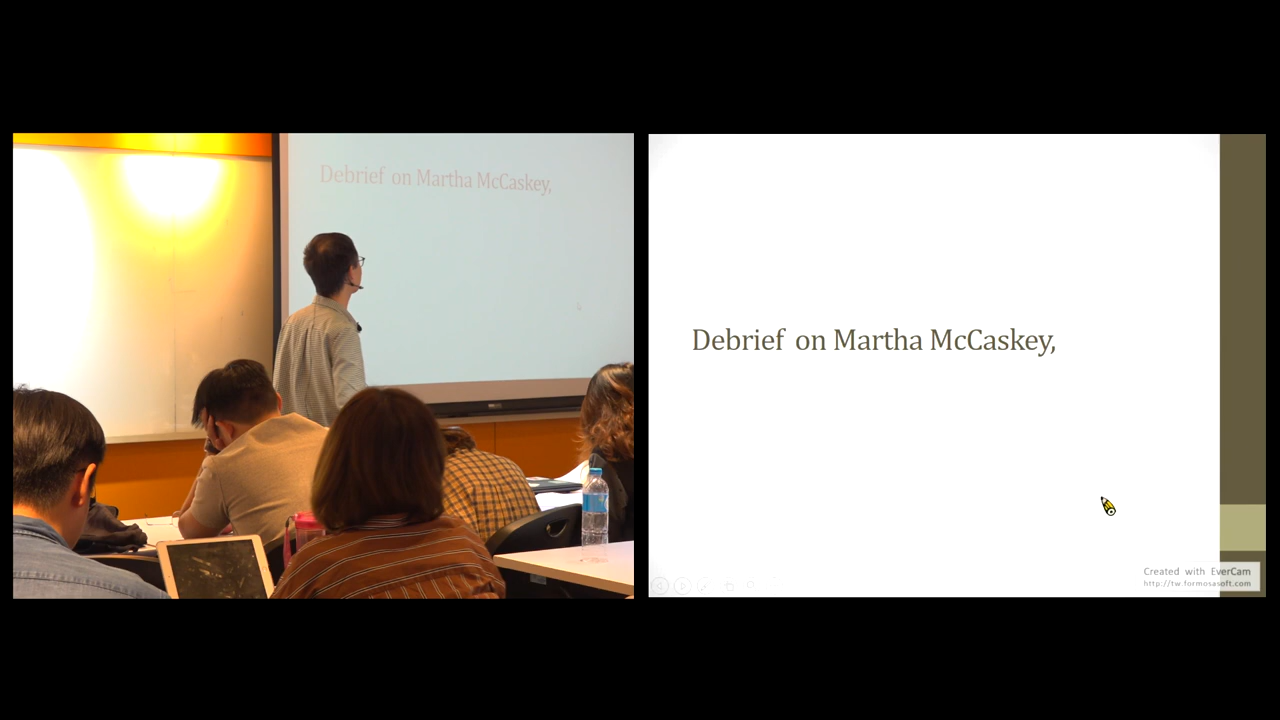 Debrief on Martha McCaskey,
Debrief on Martha McCaskey,
Created with EverCam
http://tw.formosasoft.com